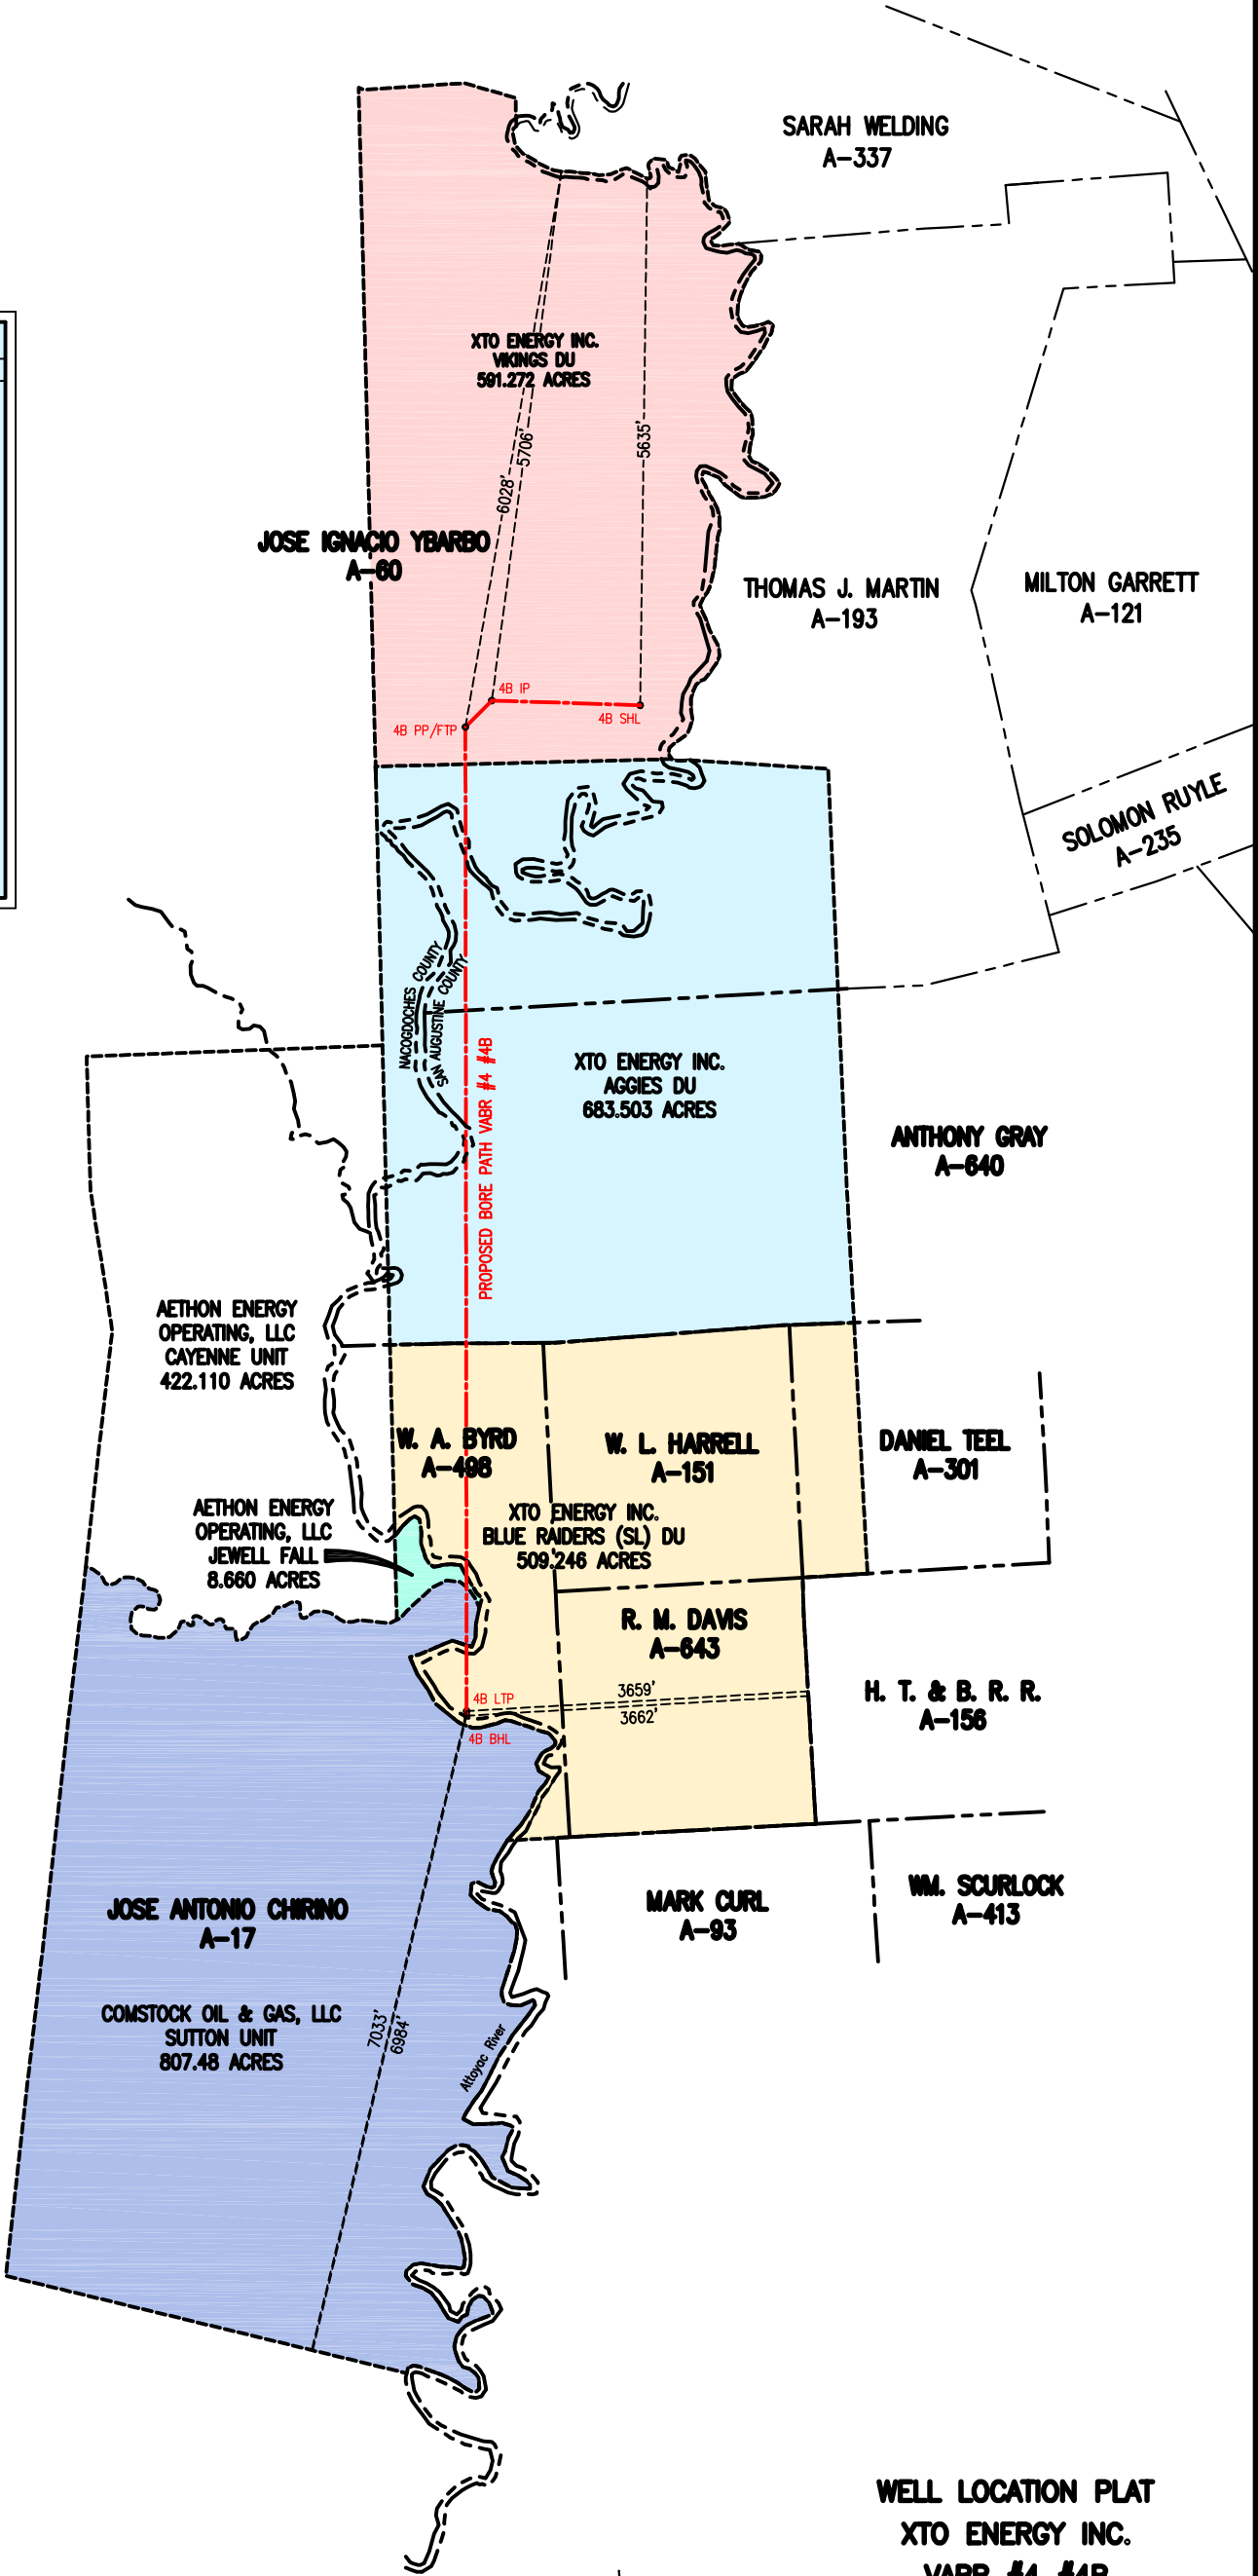 SARAH WELDING
A-337
XTO ENERGY INC.
VIKINGS DU
591.272 ACRES
5635'
5706'
6028'
JOSE IGNACIO YBARBO
A-60
THOMAS J. MARTIN
A-193
MILTON GARRETT
A-121
4B IP
4B SHL
4B PP/FTP
SOLOMON RUYLE
A-235
NACOGDOCHES COUNTY
SAN AUGUSTINE COUNTY
PROPOSED BORE PATH VABR #4 #4B
XTO ENERGY INC.
AGGIES DU
683.503 ACRES
ANTHONY GRAY
A-640
AETHON ENERGY
OPERATING, LLC
CAYENNE UNIT
422.110 ACRES
W. A. BYRD
A-498
W. L. HARRELL
A-151
DANIEL TEEL
A-301
AETHON ENERGY
OPERATING, LLC
JEWELL FALL
8.660 ACRES
XTO ENERGY INC.
BLUE RAIDERS (SL) DU
509.246 ACRES
R. M. DAVIS
A-643
H. T. & B. R. R.
A-156
3659'
3662'
4B LTP
4B BHL
JOSE ANTONIO CHIRINO
A-17
MARK CURL
A-93
WM. SCURLOCK
A-413
COMSTOCK OIL & GAS, LLC
SUTTON UNIT
807.48 ACRES
7033'
6984'
Attoyac River
WELL LOCATION PLAT
XTO ENERGY INC.
VABR #4 #4B